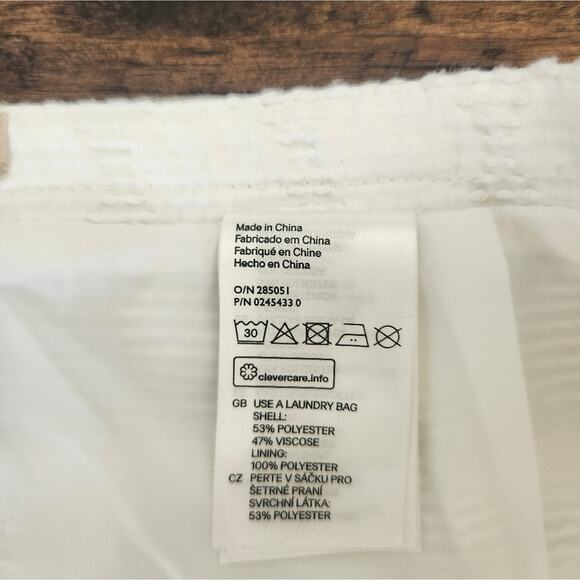 Made in China
Fabricado em China
Fabriqué en Chine
Hecho en China
O/N 285051
P/N 0245433 0
30
clevercare.info
GB USE A LAUNDRY BAG
SHELL:
53% POLYESTER
47% VISCOSE
LINING:
100% POLYESTER
CZ PERTE V SÁČKU PRO
ŠETRNÉ PRANÍ
SVRCHNÍ LÁTKA:
53% POLYESTER